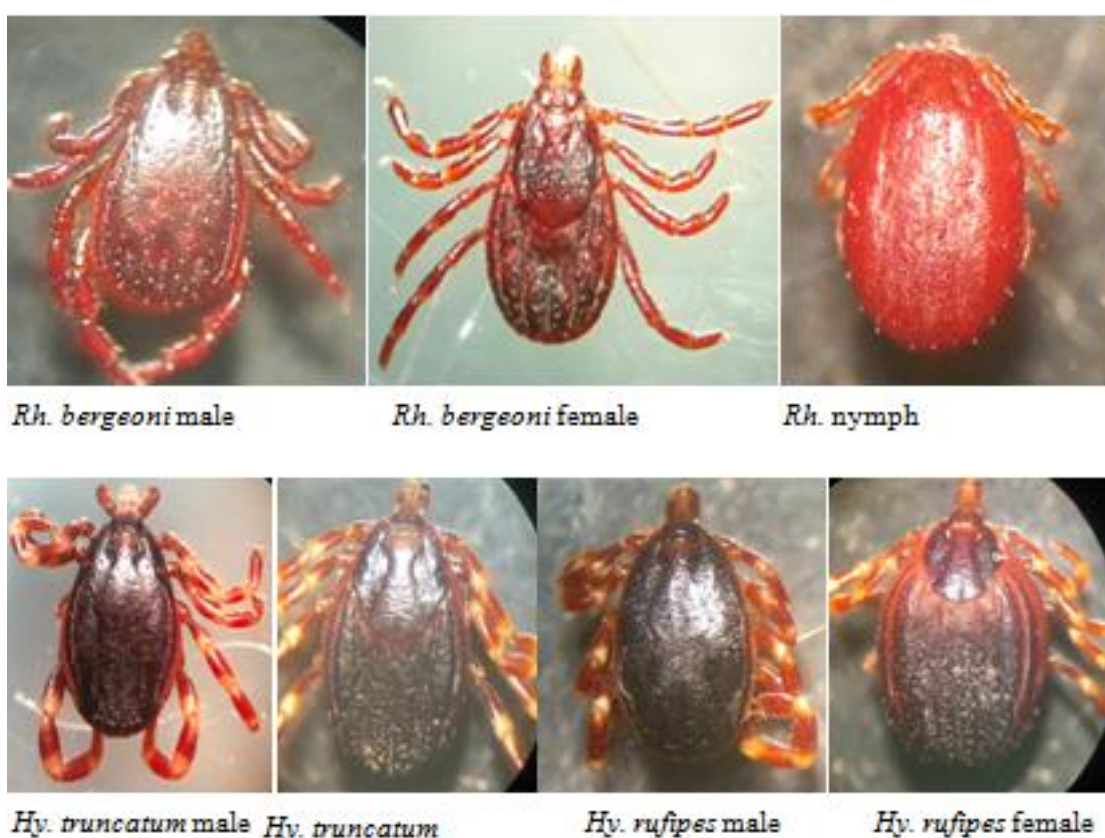 Rh. bergeoni male
Rh. bergeoni female
Rh. nymph
Hy. truncatum male
Hy. truncatum
Hy. rufipes male
Hy. rufipes female